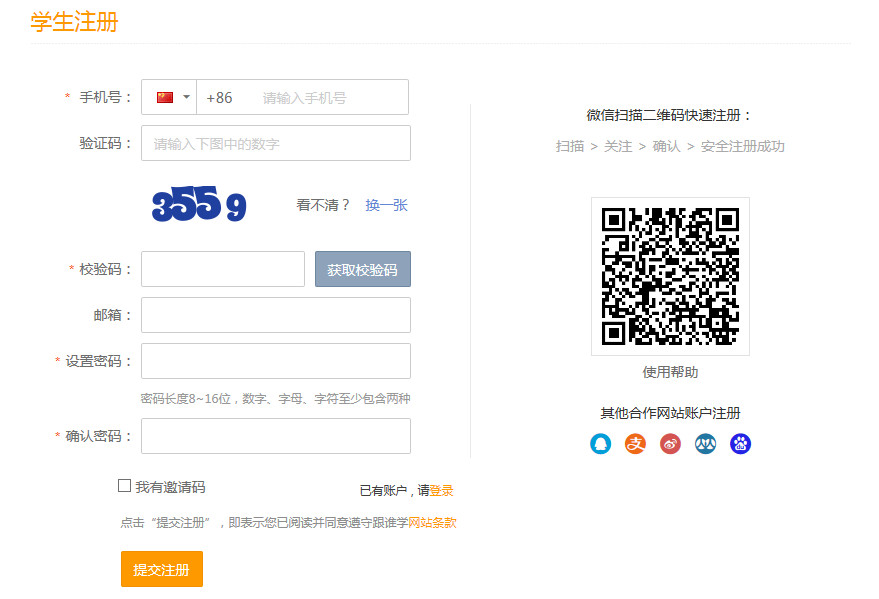 学生注册
* 手机号： +86 请输入手机号
验证码： 请输入下图中的数字
3559 看不清？ 换一张
* 校验码： 获取校验码
邮箱：
* 设置密码：
密码长度8~16位，数字、字母、字符至少包含两种
* 确认密码：
我有邀请码 已有账户，请登录
点击“提交注册”，即表示您已阅读并同意遵守跟谁学网站条款
提交注册
微信扫描二维码快速注册：
扫描 > 关注 > 确认 > 安全注册成功
使用帮助
其他合作网站账户注册
支